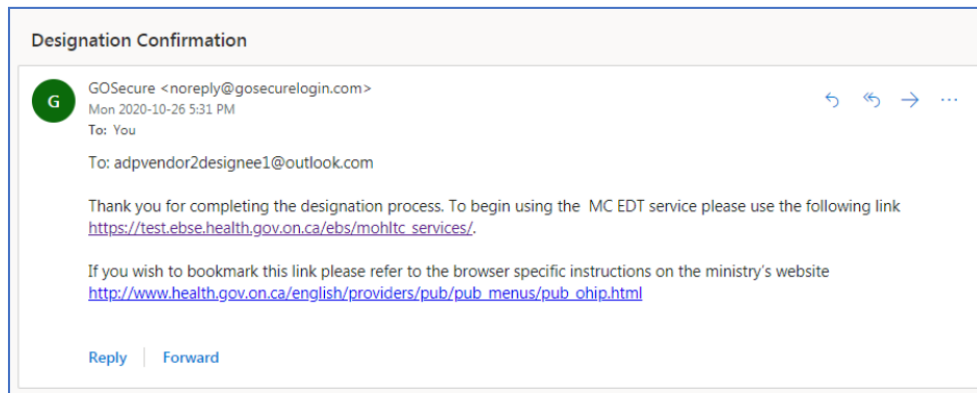 Designation Confirmation
G
GOSecure <noreply@gosecurelogin.com>
Mon 2020-10-26 5:31 PM
To: You
To: adpvendor2designee1@outlook.com
Thank you for completing the designation process. To begin using the  MC EDT service please use the following link
https://test.ebse.health.gov.on.ca/ebs/mohltc_services/.
If you wish to bookmark this link please refer to the browser specific instructions on the ministry's website
http://www.health.gov.on.ca/english/providers/pub/pub_menus/pub_ohip.html
Reply Forward